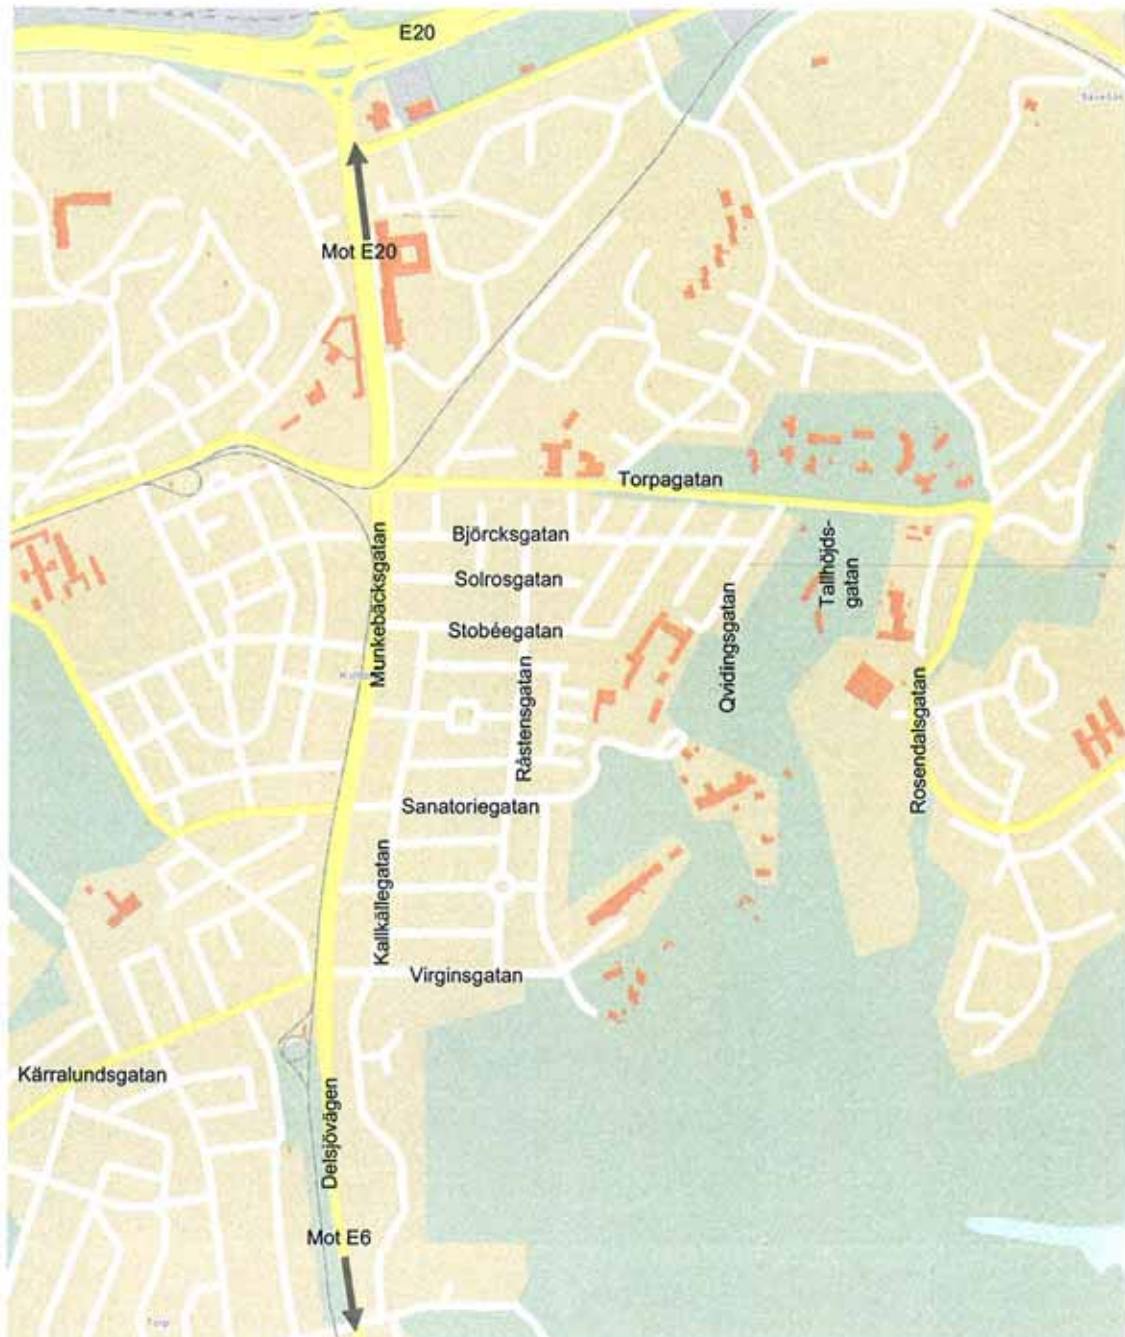 E20
Mot E20
Torpagatan
Björcksgatan
Solrosgatan
Stobéegatan
Munkebäcksgatan
Råstensgatan
Qvidingsgatan
Tallhöjds-
gatan
Rosendalsgatan
Sanatoriegatan
Kallkällegatan
Virginsgatan
Kärralundsgatan
Delsjövägen
Mot E6
Torp